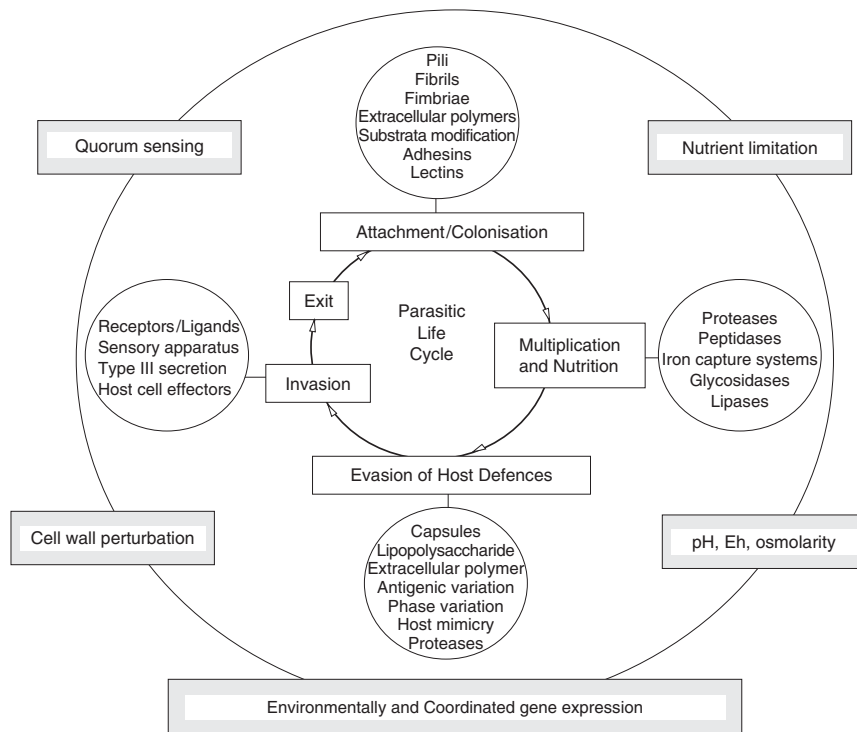 Pili
Fibrils
Fimbriae
Extracellular polymers
Substrata modification
Adhesins
Lectins
Quorum sensing
Nutrient limitation
Attachment/Colonisation
Exit
Parasitic
Life
Cycle
Receptors/Ligands
Sensory apparatus
Type III secretion
Host cell effectors
Invasion
Multiplication
and Nutrition
Proteases
Peptidases
Iron capture systems
Glycosidases
Lipases
Evasion of Host Defences
Cell wall perturbation
pH, Eh, osmolarity
Capsules
Lipopolysaccharide
Extracellular polymer
Antigenic variation
Phase variation
Host mimicry
Proteases
Environmentally and Coordinated gene expression